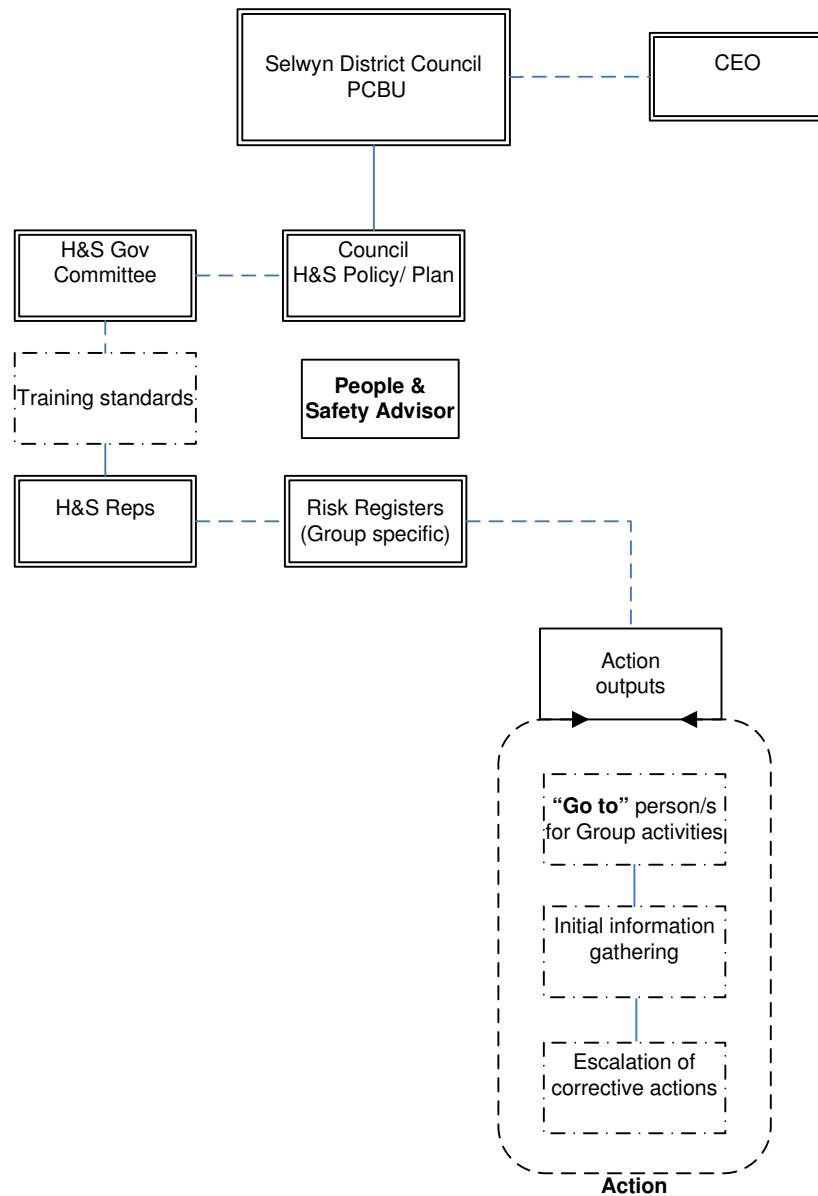 Selwyn District Council
PCBU
CEO
H&S Gov
Committee
Council
H&S Policy/ Plan
Training standards
People &
Safety Advisor
H&S Reps
Risk Registers
(Group specific)
Action
outputs
“Go to” person/s
for Group activities
Initial information
gathering
Escalation of
corrective actions
Action